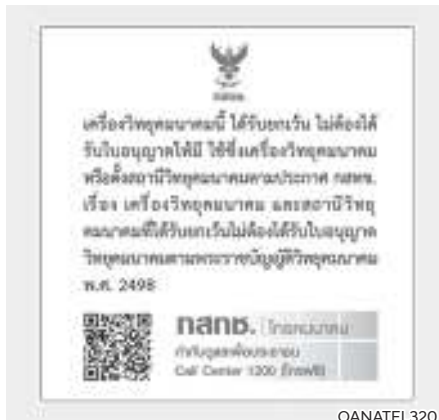 กสทช.
เครื่องวิทยุคมนาคมนี้ ได้รับยกเว้น ไม่ต้องได้
รับใบอนุญาตให้มี ใช้ซึ่งเครื่องวิทยุคมนาคม
หรือตั้งสถานีวิทยุคมนาคมตามประกาศ กสทช.
เรื่อง เครื่องวิทยุคมนาคม และสถานีวิทยุ
คมนาคมที่ได้รับยกเว้นไม่ต้องได้รับใบอนุญาต
วิทยุคมนาคมตามพระราชบัญญัติวิทยุคมนาคม
พ.ศ. 2498
กสทช. | โทรคมนาคม
กำกับดูแลเพื่อประชาชน
Call Center 1200 (โทรฟรี)
QANATEL320